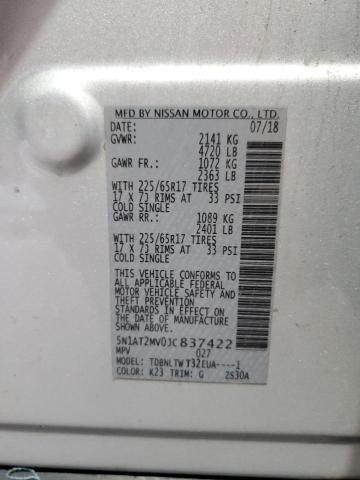 MFD BY NISSAN MOTOR CO., LTD.
DATE: 07/18
GVWR: 2141 KG
4720 LB
GAWR FR.: 1072 KG
2363 LB
WITH 225/65R17 TIRES
17 X 7J RIMS AT 33 PSI
COLD SINGLE
GAWR RR.: 1089 KG
2401 LB
WITH 225/65R17 TIRES
17 X 7J RIMS AT 33 PSI
COLD SINGLE
THIS VEHICLE CONFORMS TO
ALL APPLICABLE FEDERAL
MOTOR VEHICLE SAFETY
STANDARDS IN EFFECT ON THE
DATE OF MANUFACTURE
SHOWN ABOVE.
5N1AT2MV0JC837422
MPV 027
MODEL: TDBNLTWT32EUA----1
COLOR: K23 TRIM: G 2S30A